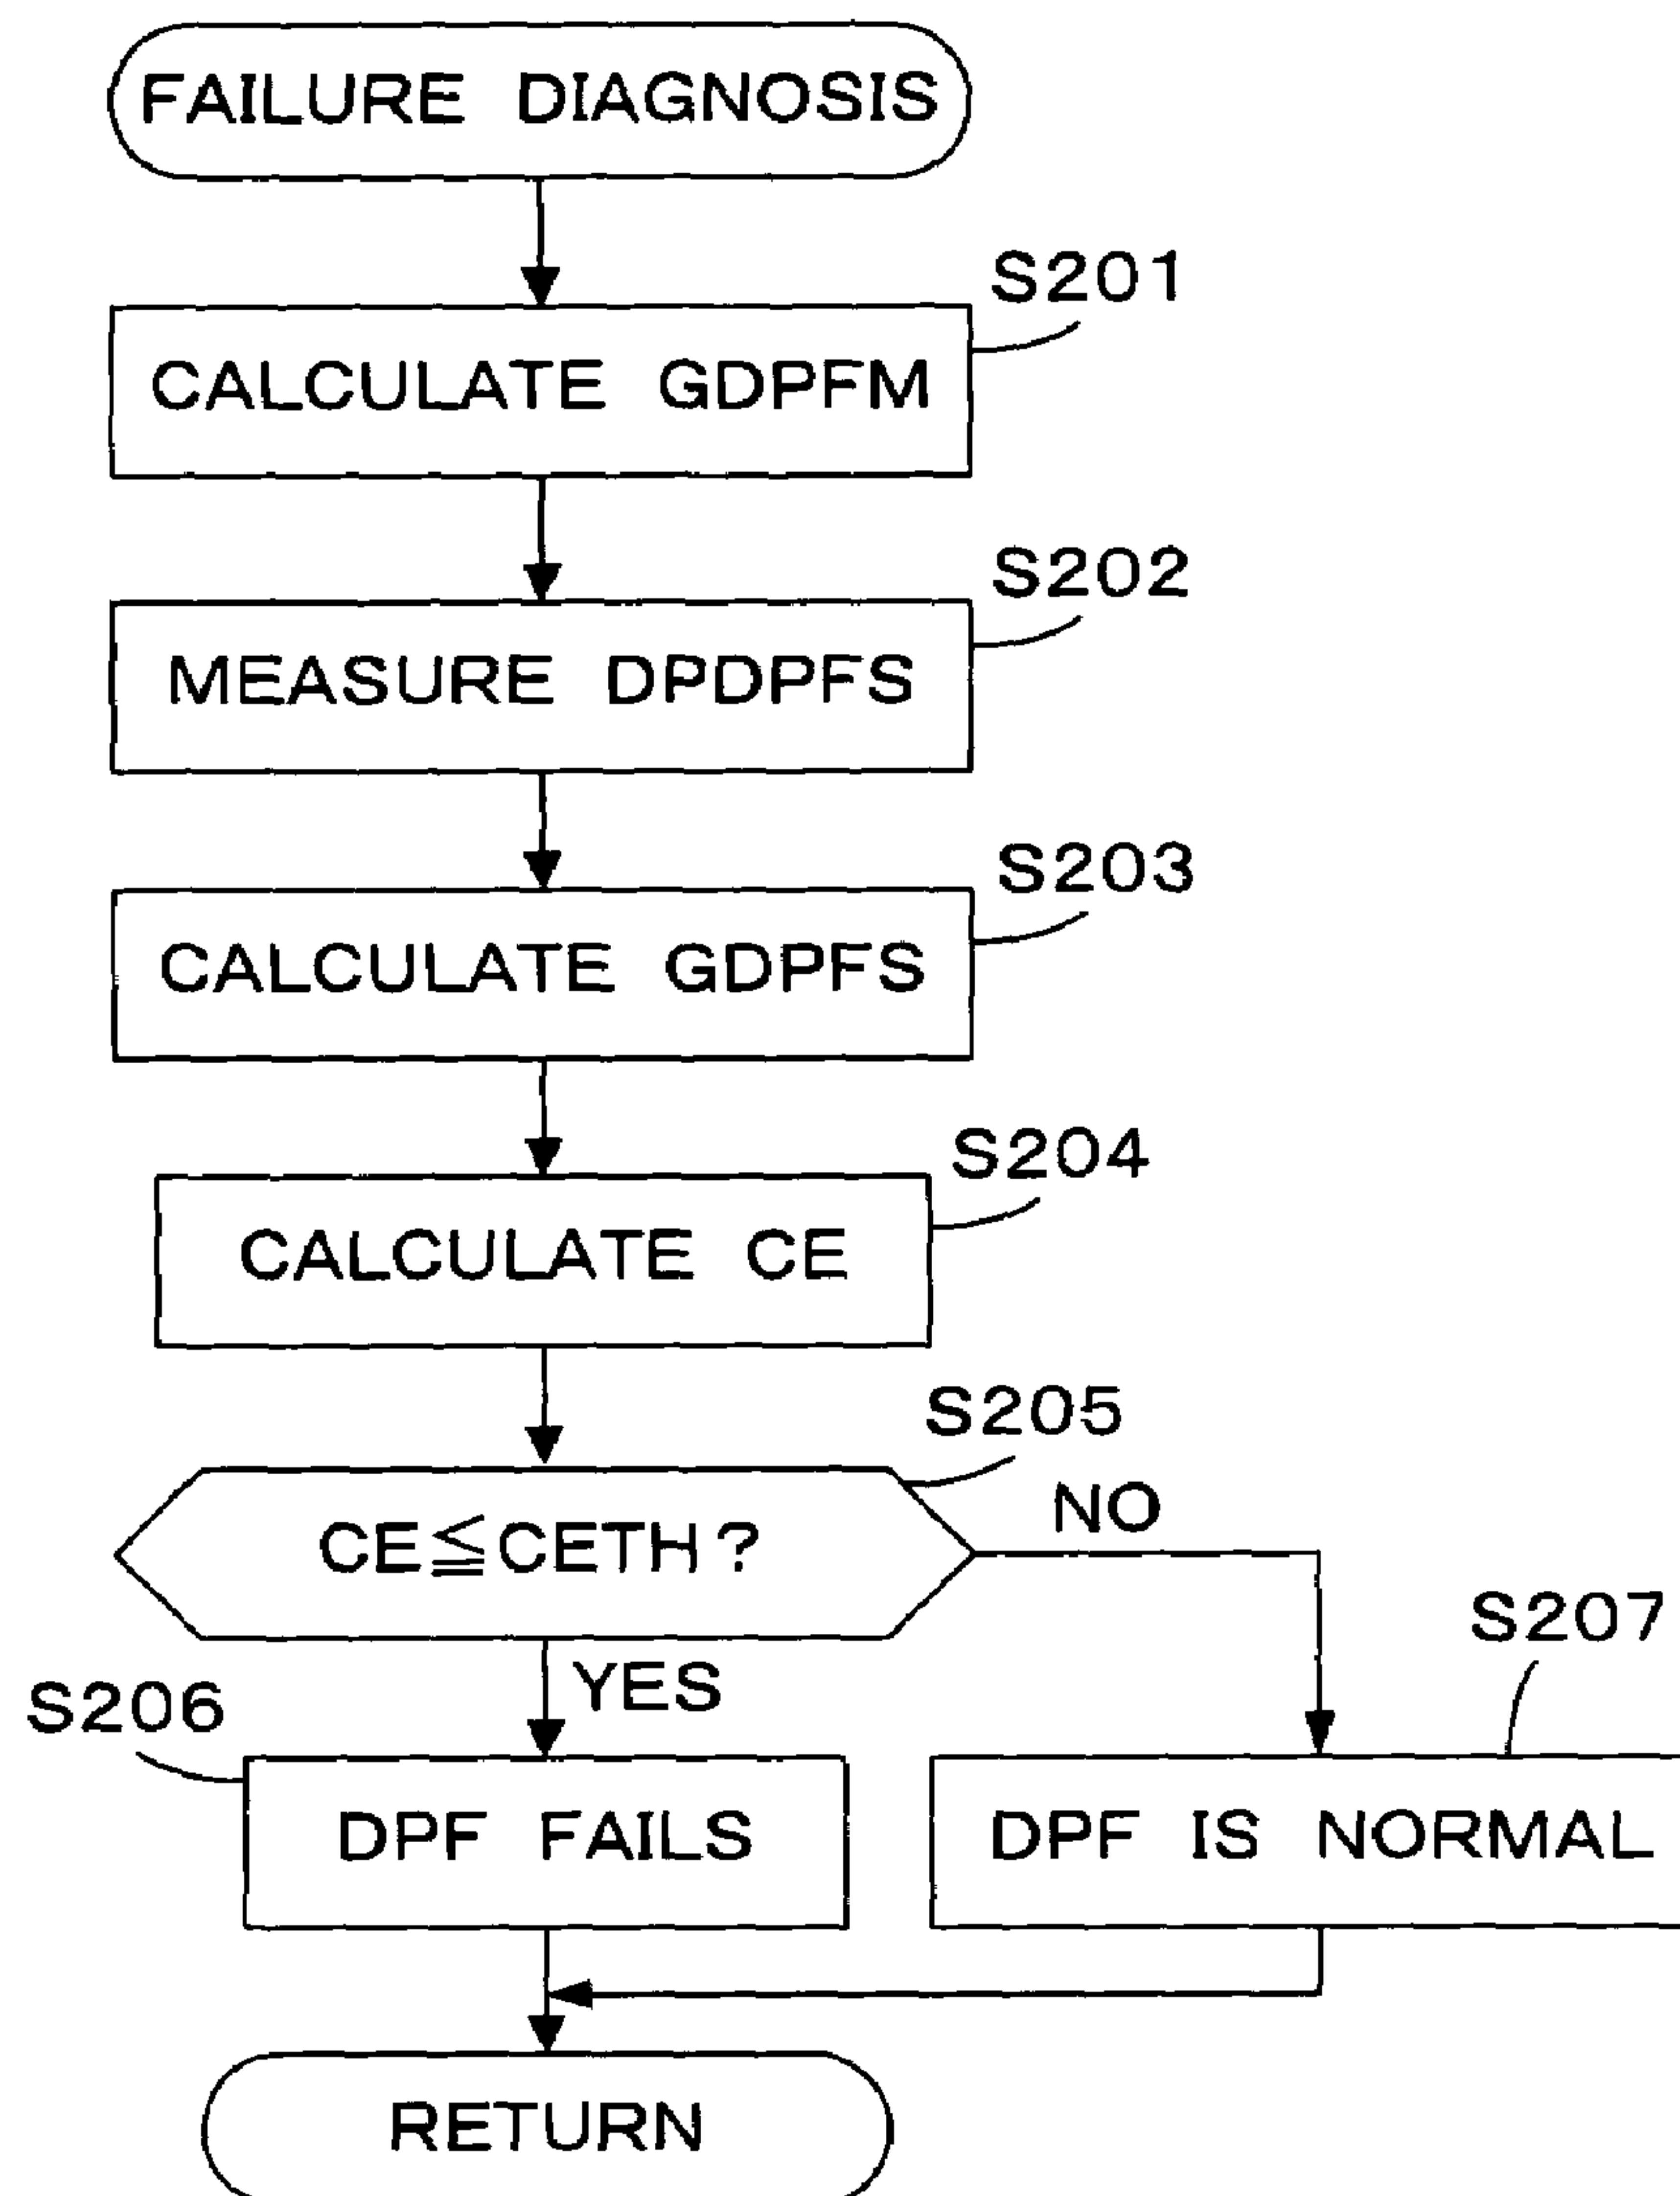 FAILURE DIAGNOSIS
S201
CALCULATE GDPFM
S202
MEASURE DPDPFS
S203
CALCULATE GDPFS
S204
CALCULATE CE
S205
CE≦CETH?
NO
YES
S206
S207
DPF FAILS
DPF IS NORMAL
RETURN